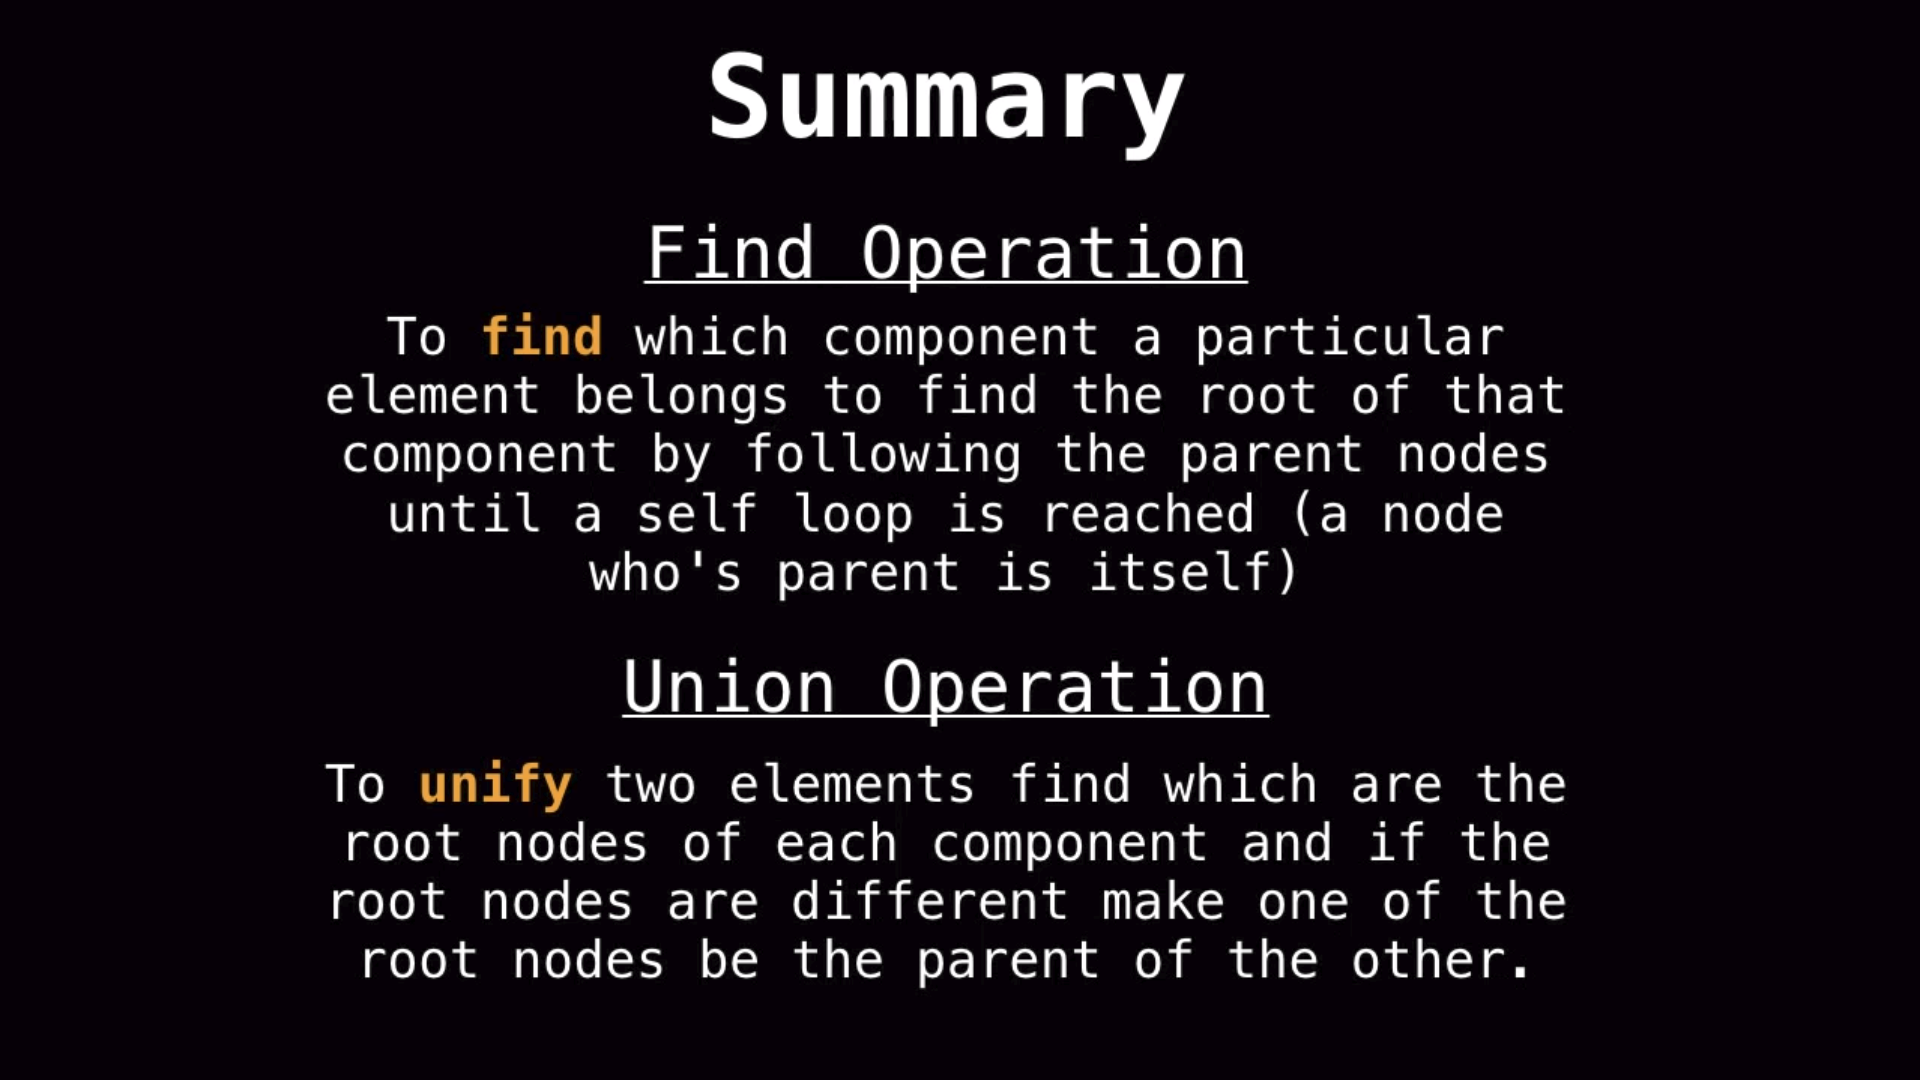 Summary
Find Operation
To find which component a particular
element belongs to find the root of that
component by following the parent nodes
until a self loop is reached (a node
who's parent is itself)
Union Operation
To unify two elements find which are the
root nodes of each component and if the
root nodes are different make one of the
root nodes be the parent of the other.